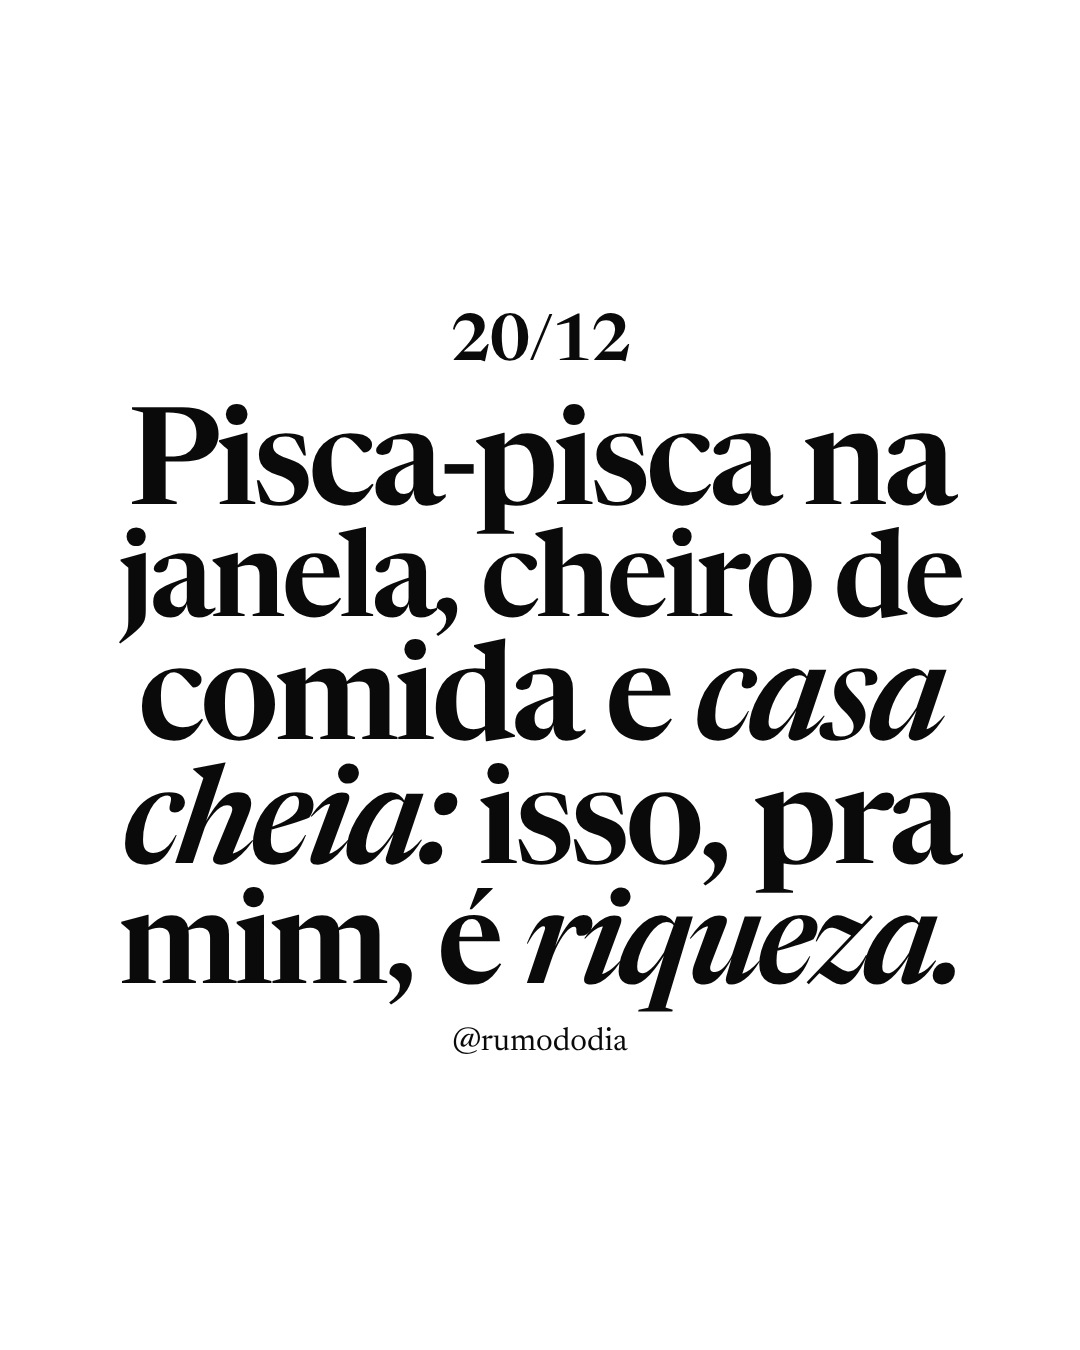 20/12
Pisca-pisca na
janela, cheiro de
comida e casa
cheia: isso, pra
mim, é riqueza.
@rumododia